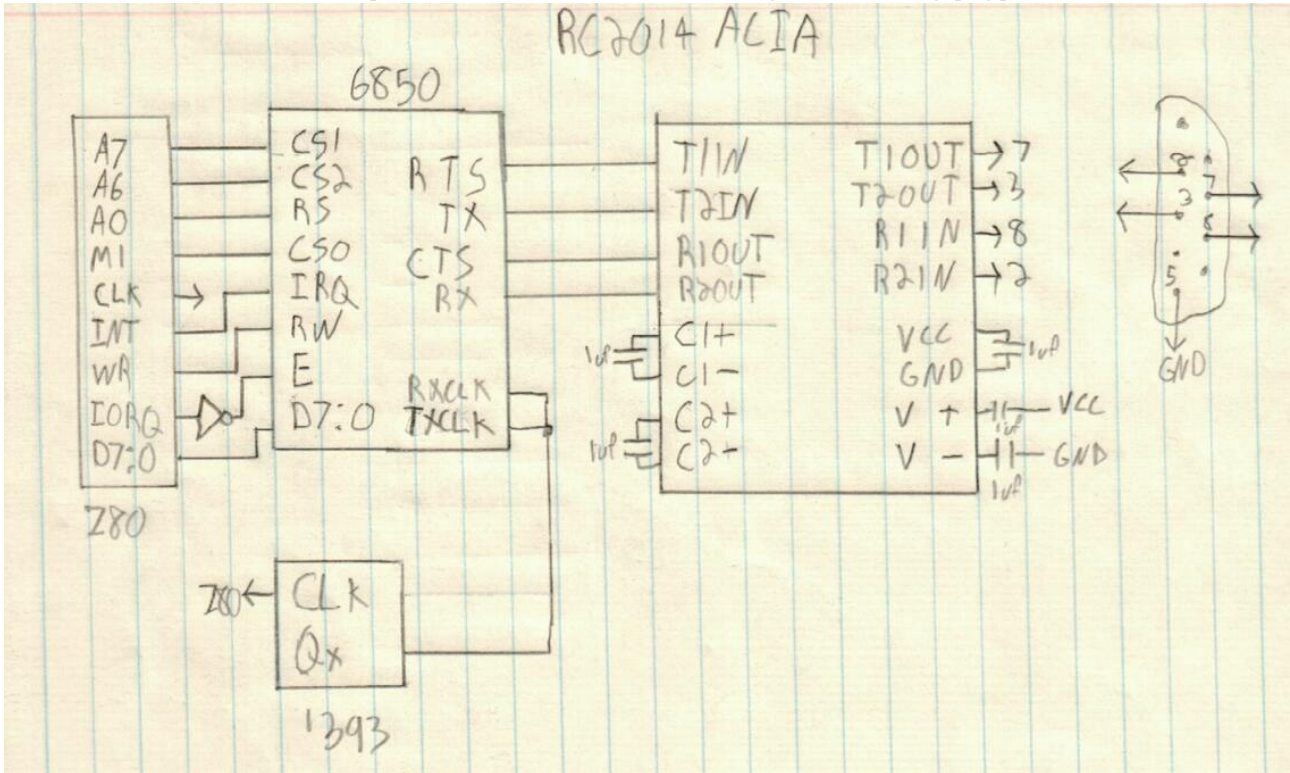 RC2014 ACIA
6850
A7
A6
A0
M1
CLK
INT
WR
IORQ
D7:0
Z80
CS1
CS2
RS
CS0
IRQ
RW
E
D7:0
RTS
TX
CTS
RX
RXCLK
TXCLK
T1IN
T2IN
R1OUT
R2OUT
C1+
C1-
C2+
C2-
1uf
1uf
T1OUT
T2OUT
R1IN
R2IN
VCC
GND
V +
V -
7
3
8
2
1uf
1uf
VCC
1uf
GND
2
7
3
8
5
GND
Z80
CLK
Qx
'393